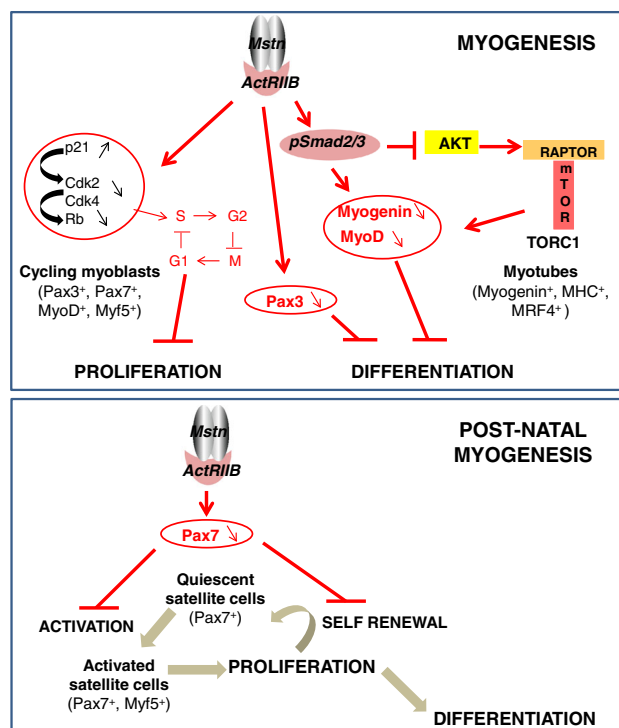 Mstn
ActRIIB
MYOGENESIS
pSmad2/3
AKT
RAPTOR
m
T
O
R
TORC1
p21
Cdk2
Cdk4
Rb
S
G2
G1
M
Myogenin
MyoD
Cycling myoblasts
(Pax3+, Pax7+,
MyoD+, Myf5+)
Pax3
Myotubes
(Myogenin+, MHC+,
MRF4+ )
PROLIFERATION
DIFFERENTIATION
Mstn
ActRIIB
POST-NATAL
MYOGENESIS
Pax7
Quiescent
satellite cells
(Pax7+)
ACTIVATION
SELF RENEWAL
Activated
satellite cells
(Pax7+, Myf5+)
PROLIFERATION
DIFFERENTIATION